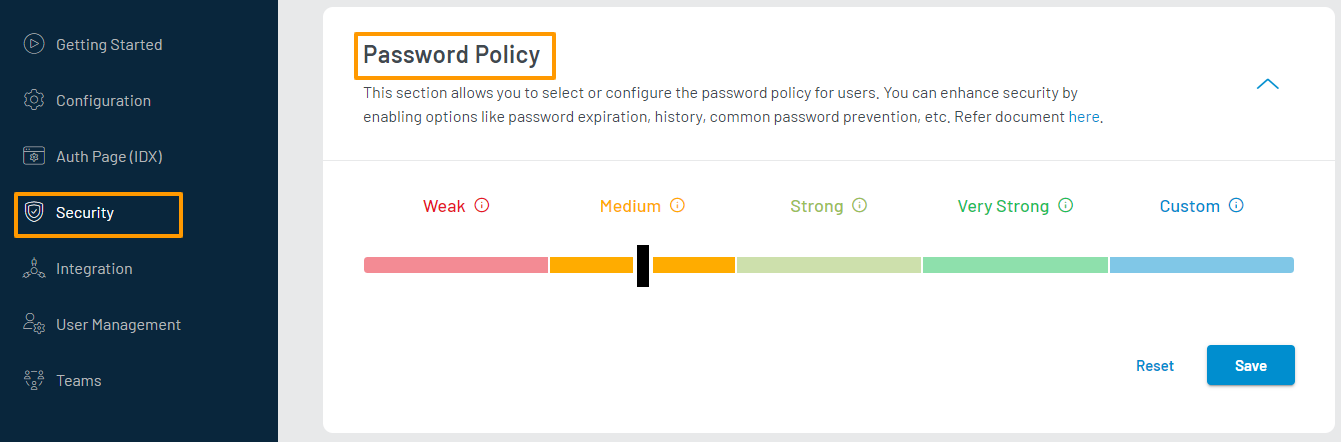 Getting Started
Configuration
Auth Page (IDX)
Security
Integration
User Management
Teams
Password Policy
This section allows you to select or configure the password policy for users. You can enhance security by
enabling options like password expiration, history, common password prevention, etc. Refer document here.
Weak
Medium
Strong
Very Strong
Custom
Reset
Save